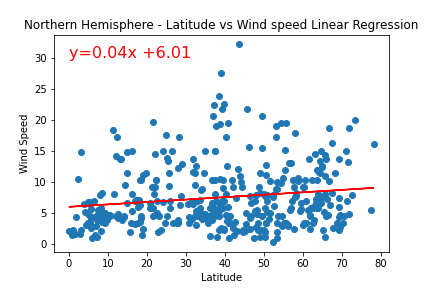 Northern Hemisphere - Latitude vs Wind speed Linear Regression
y=0.04x +6.01
Wind Speed
30
25
20
15
10
5
0
0 10 20 30 40 50 60 70 80
Latitude